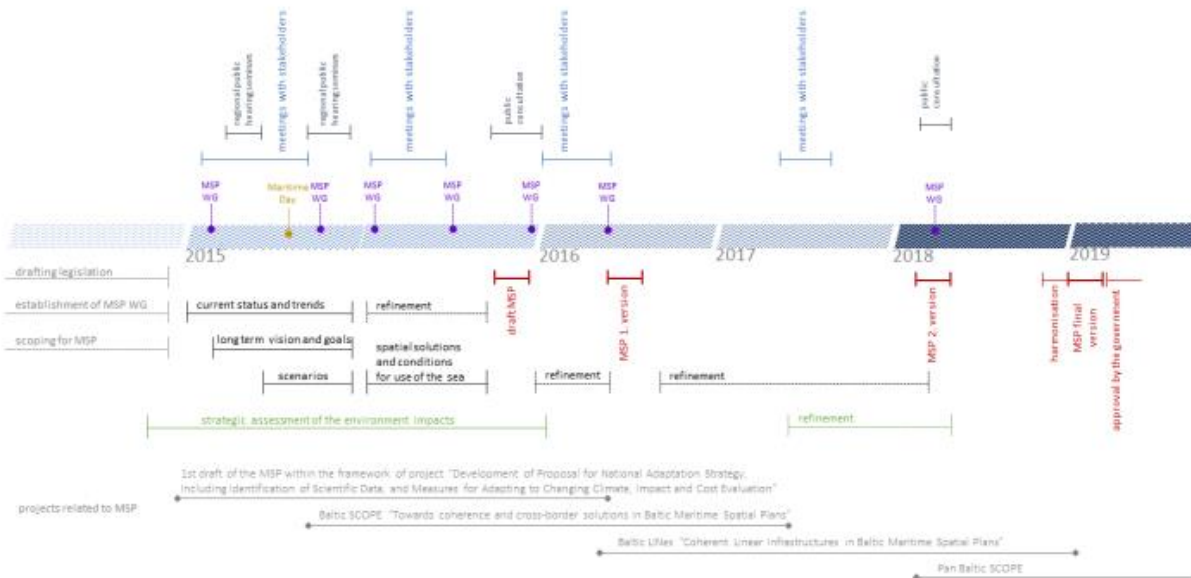 regional public
hearing seminars
meetings with stakeholders
regional public
hearing seminars
meetings with stakeholders
public
consultation
meetings with stakeholders
meetings with stakeholders
public
consultation
MSP
WG
Maritime
Day
MSP
WG
MSP
WG
MSP
WG
MSP
WG
MSP
WG
MSP
WG
2015
2016
2017
2018
2019
drafting legislation
establishment of MSP WG
scoping for MSP
current status and trends
long term vision and goals
scenarios
refinement
spatial solutions
and conditions
for use of the sea
draft MSP
refinement
MSP 1. version
refinement
MSP 2. version
harmonisation
MSP final
version
approval by the government
strategic assessment of the environment impacts
refinement
projects related to MSP
1st draft of the MSP within the framework of project "Development of Proposal for National Adaptation Strategy,
Including Identification of Scientific Data, and Measures for Adapting to Changing Climate, Impact and Cost Evaluation"
Baltic SCOPE "Towards coherence and cross-border solutions in Baltic Maritime Spatial Plans"
Baltic LINes "Coherent Linear Infrastructures in Baltic Maritime Spatial Plans"
Pan Baltic SCOPE